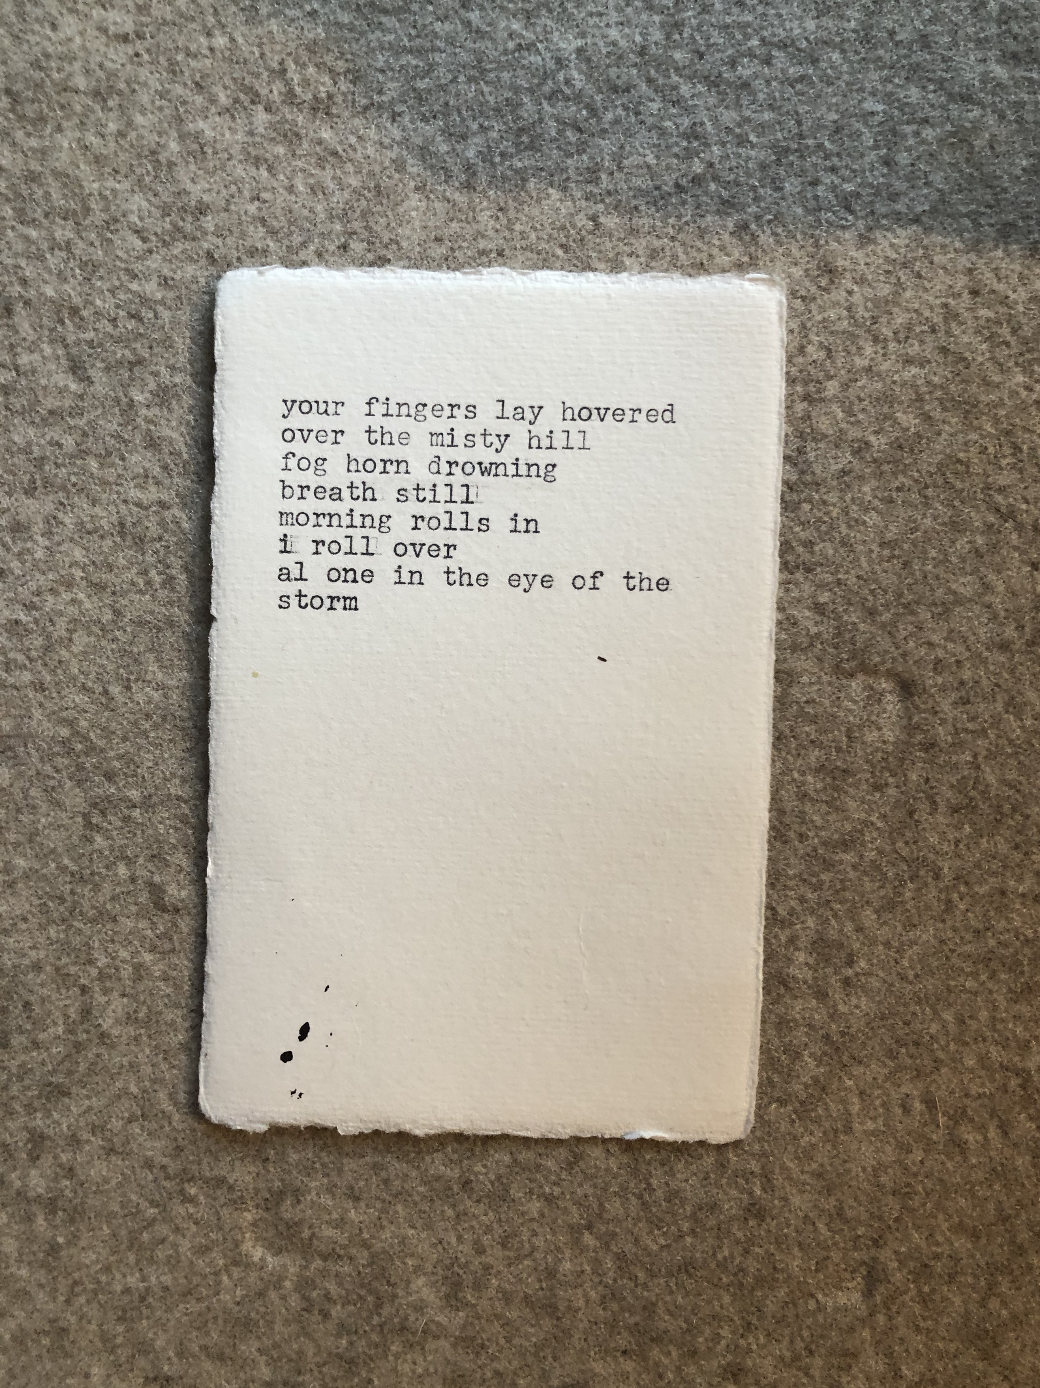 your fingers lay hovered
over the misty hill
fog horn drowning
breath still
morning rolls in
i roll over
al one in the eye of the
storm